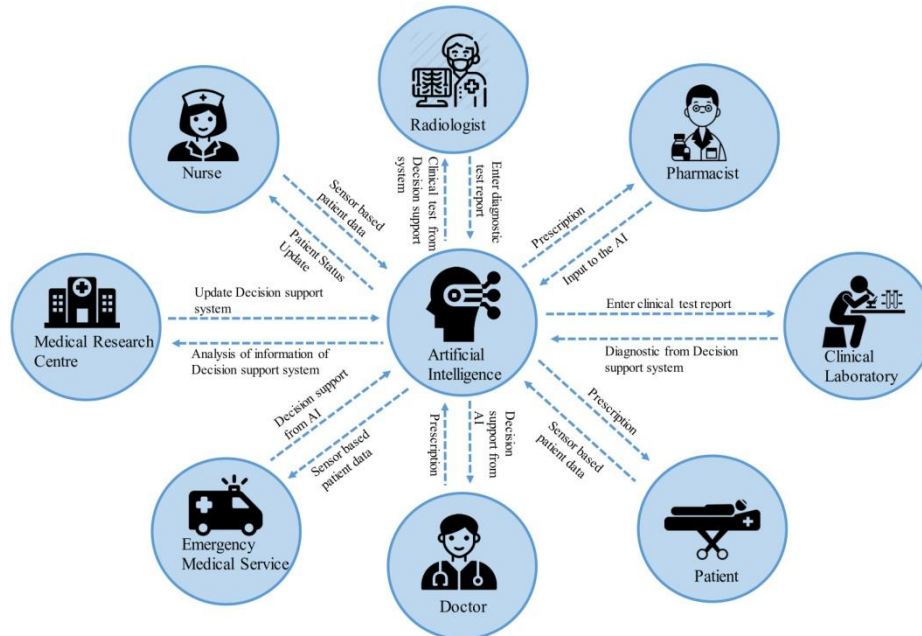 Radiologist
Nurse
Pharmacist
Sensor based
patient data
Patient Status
Update
Clinical test from
Decision support
system
Enter diagnostic
test report
Prescription
Input to the AI
Medical Research
Centre
Update Decision support
system
Analysis of information of
Decision support system
Artificial
Intelligence
Enter clinical test report
Diagnostic from Decision
support system
Clinical
Laboratory
Decision support
from AI
Sensor based
patient data
Prescription
Decision
support from
AI
Prescription
Sensor based
patient data
Emergency
Medical Service
Doctor
Patient